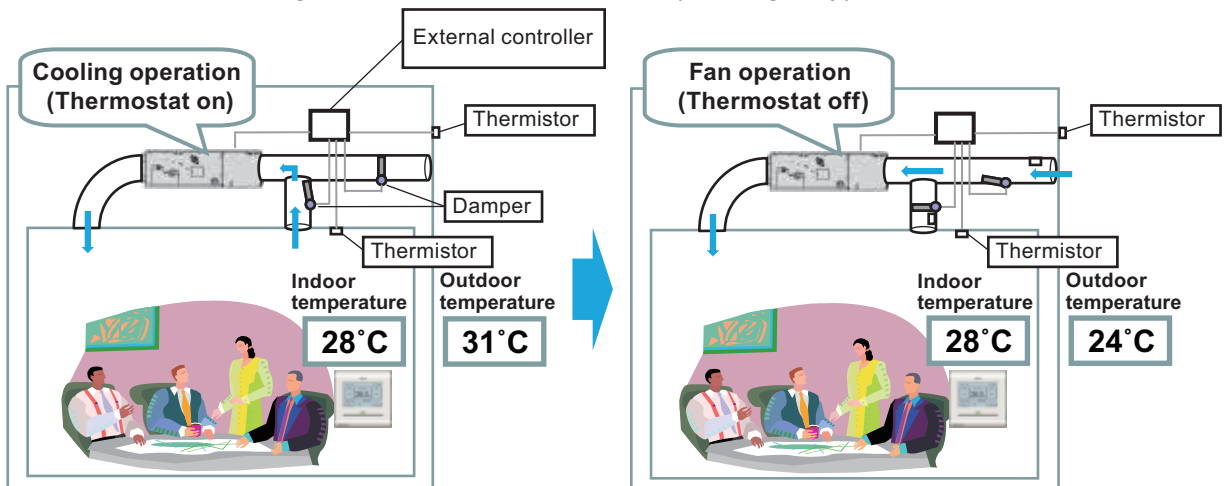 External controller
Cooling operation
(Thermostat on)
Thermistor
Damper
Thermistor
Indoor
temperature
28˚C
Outdoor
temperature
31˚C
Fan operation
(Thermostat off)
Thermistor
Thermistor
Indoor
temperature
28˚C
Outdoor
temperature
24˚C